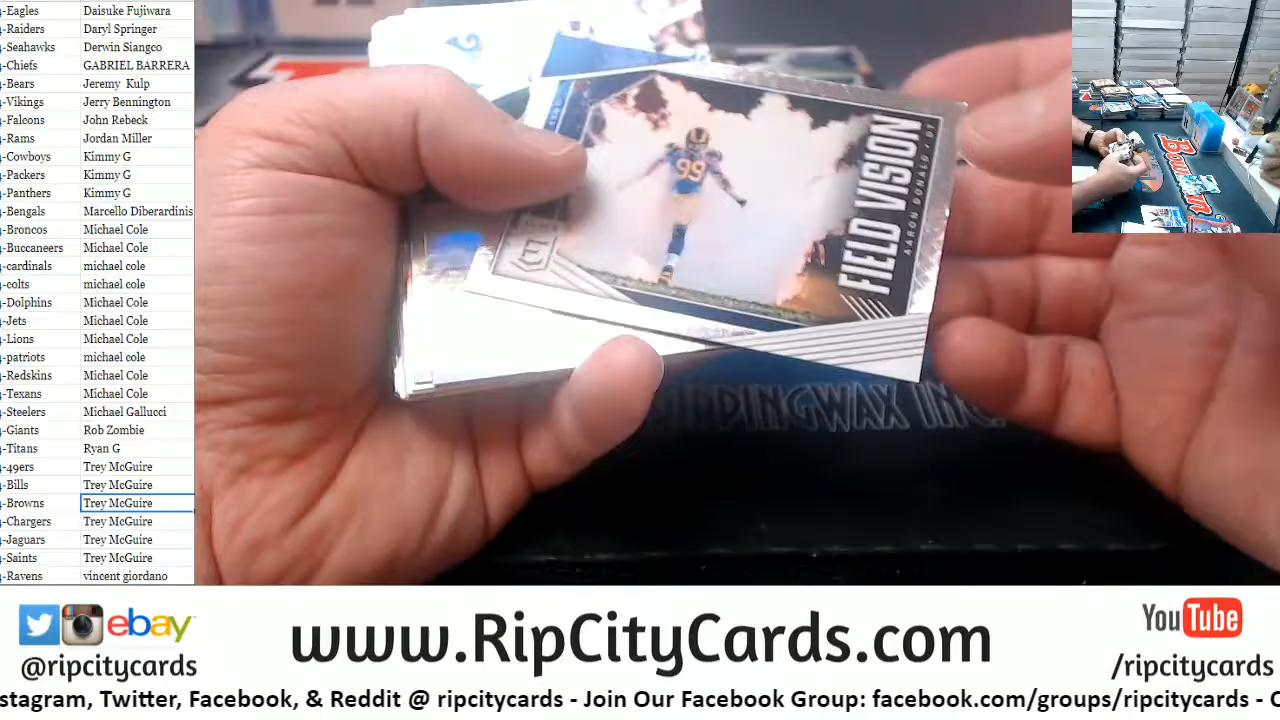 -Eagles Daisuke Fujiwara
-Raiders Daryl Springer
-Seahawks Derwin Siangco
-Chiefs GABRIEL BARRERA
-Bears Jeremy Kulp
-Vikings Jerry Bennington
-Falcons John Rebeck
-Rams Jordan Miller
-Cowboys Kimmy G
-Packers Kimmy G
-Panthers Kimmy G
-Bengals Marcello Diberardinis
-Broncos Michael Cole
-Buccaneers Michael Cole
-cardinals michael cole
-colts michael cole
-Dolphins Michael Cole
-Jets Michael Cole
-Lions Michael Cole
-patriots michael cole
-Redskins Michael Cole
-Texans Michael Cole
-Steelers Michael Gallucci
-Giants Rob Zombie
-Titans Ryan G
-49ers Trey McGuire
-Bills Trey McGuire
-Browns Trey McGuire
-Chargers Trey McGuire
-Jaguars Trey McGuire
-Saints Trey McGuire
-Ravens vincent giordano
99
FIELD VISION
AARON DONALD • DT
PPINGWAX INC.
Bowman
ebay
@ripcitycards
www.RipCityCards.com
YouTube
/ripcitycards
stagram, Twitter, Facebook, & Reddit @ ripcitycards - Join Our Facebook Group: facebook.com/groups/ripcitycards -